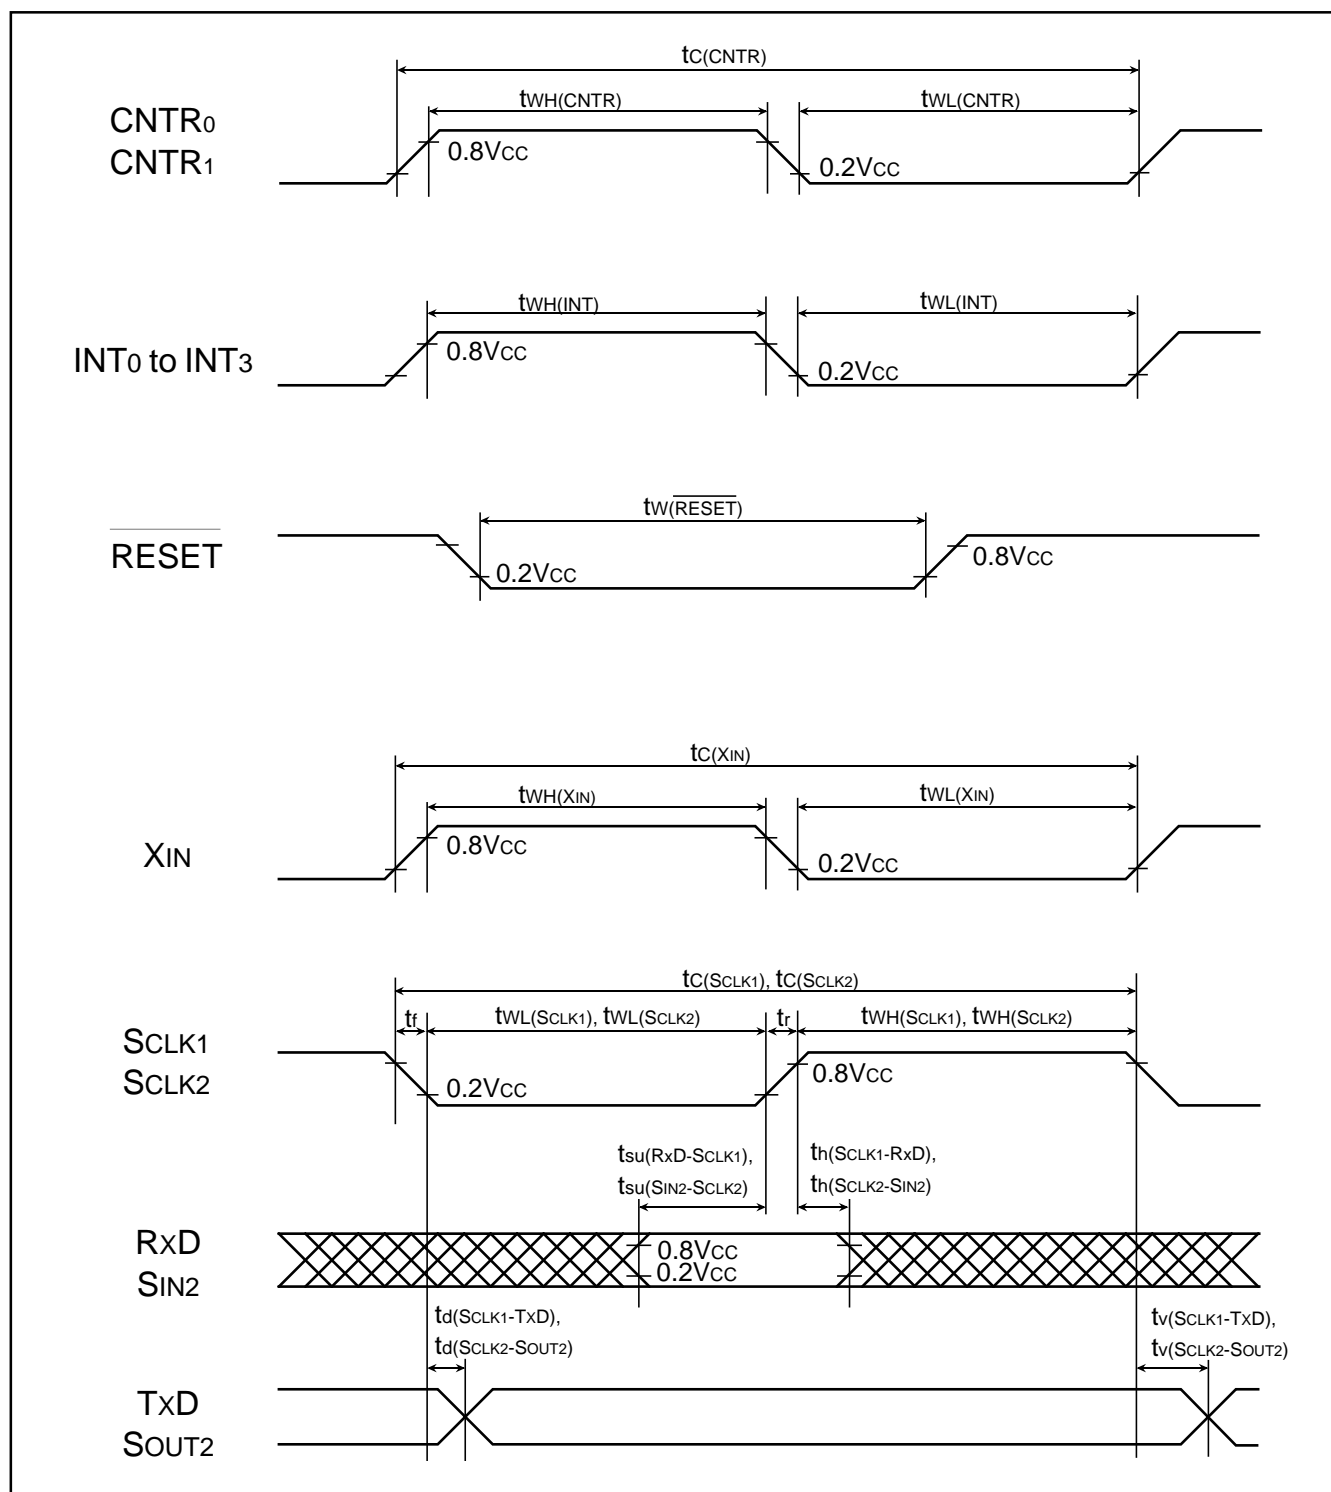 tC(CNTR)
tWH(CNTR) tWL(CNTR)
CNTR0
CNTR1
0.8VCC
0.2VCC
tWH(INT) tWL(INT)
INT0 to INT3
0.8VCC
0.2VCC
tW(RESET)
RESET
0.2VCC
0.8VCC
tC(XIN)
tWH(XIN) tWL(XIN)
XIN
0.8VCC
0.2VCC
tC(SCLK1), tC(SCLK2)
tf tWL(SCLK1), tWL(SCLK2) tr tWH(SCLK1), tWH(SCLK2)
SCLK1
SCLK2
0.2VCC
0.8VCC
tsu(RxD-SCLK1),
tsu(SIN2-SCLK2)
th(SCLK1-RxD),
th(SCLK2-SIN2)
RXD
SIN2
0.8VCC
0.2VCC
td(SCLK1-TxD),
td(SCLK2-SOUT2)
tv(SCLK1-TxD),
tv(SCLK2-SOUT2)
TXD
SOUT2